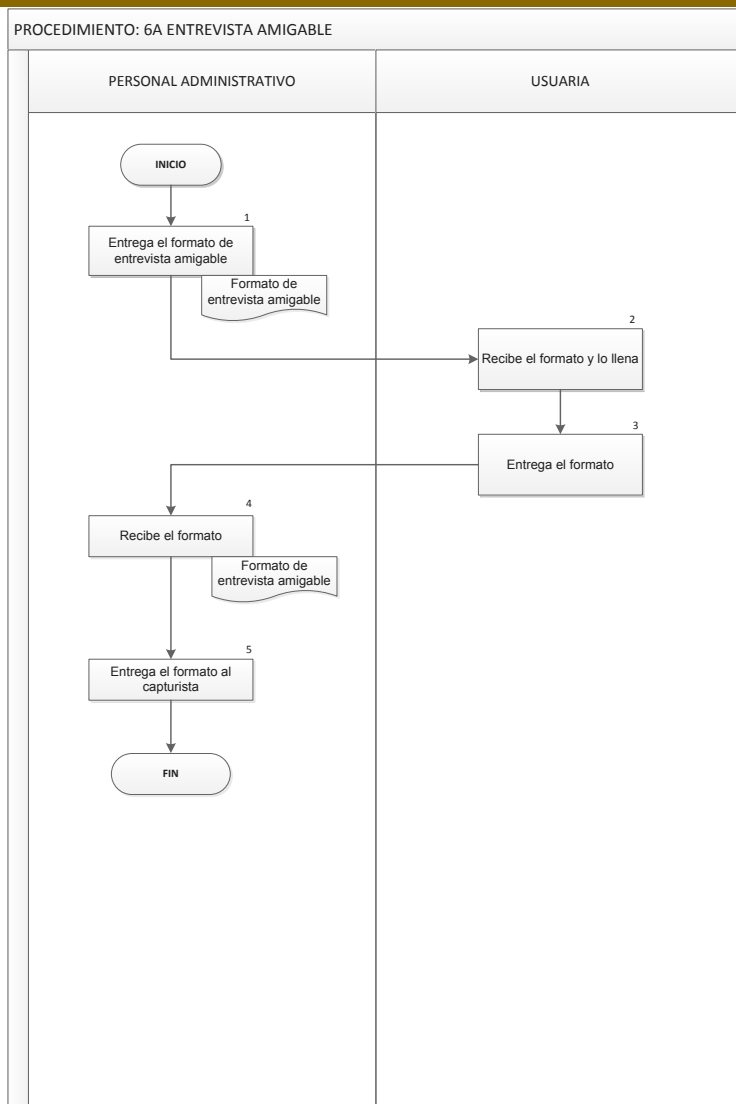 PROCEDIMIENTO: 6A ENTREVISTA AMIGABLE
PERSONAL ADMINISTRATIVO
USUARIA
INICIO
1
Entrega el formato de
entrevista amigable
Formato de
entrevista amigable
2
Recibe el formato y lo llena
3
Entrega el formato
4
Recibe el formato
Formato de
entrevista amigable
5
Entrega el formato al
capturista
FIN